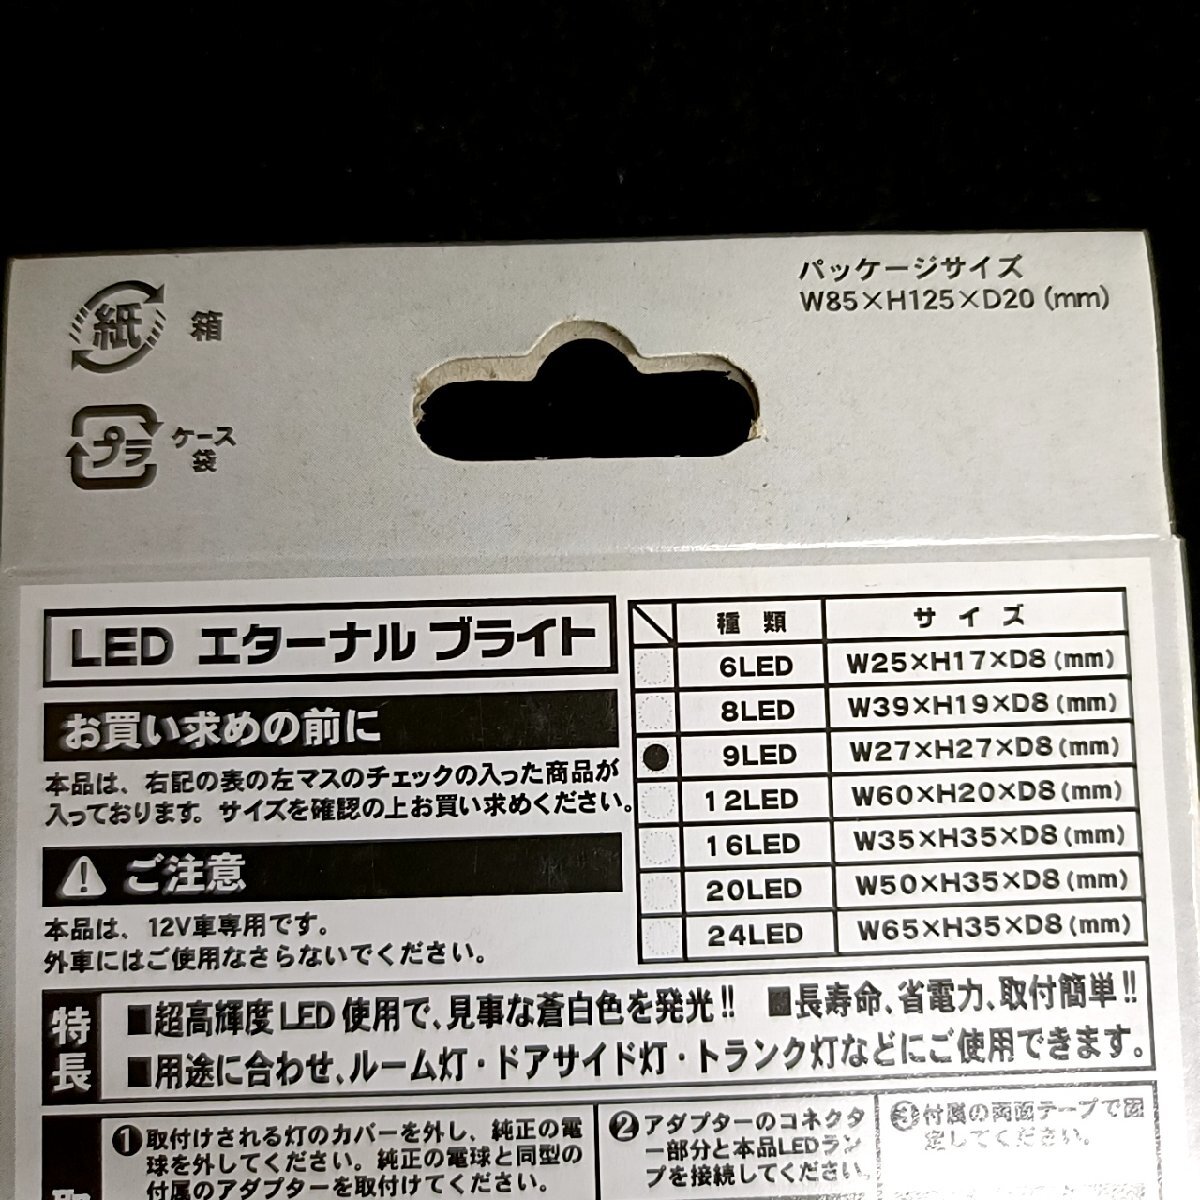 紙 箱
パッケージサイズ
W85×H125×D20 (mm)
プラ ケース
袋
LED エターナル ブライト
お買い求めの前に
本品は、右記の表の左マスのチェックの入った商品が
入っております。サイズを確認の上お買い求めください。
ご注意
本品は、12V車専用です。
外車にはご使用なさらないでください。
種 類 サ イ ズ
6LED W25×H17×D8(mm)
8LED W39×H19×D8(mm)
● 9LED W27×H27×D8(mm)
12LED W60×H20×D8(mm)
16LED W35×H35×D8(mm)
20LED W50×H35×D8(mm)
24LED W65×H35×D8(mm)
特長
■超高輝度LED使用で、見事な蒼白色を発光!! ■長寿命、省電力、取付簡単!!
■用途に合わせ、ルーム灯・ドアサイド灯・トランク灯などにご使用できます。
取
❶取付けされる灯のカバーを外し、純正の電
球を外してください。純正の電球と同型の
付属のアダプターを取付けてください。
❷アダプターのコネクタ
ー部分と本品LEDラン
プを接続してください。
❸付属の両面テープで固
定してください。